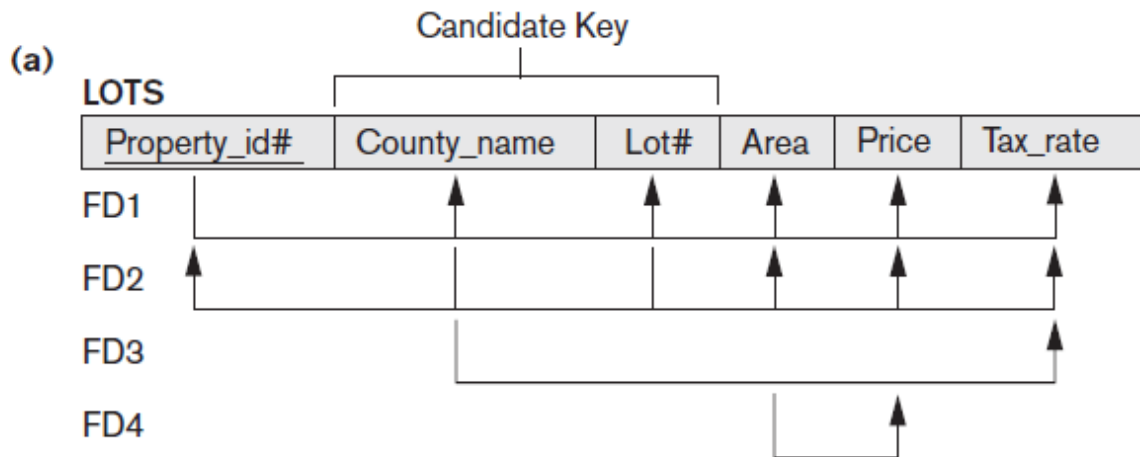 Candidate Key
(a)
LOTS
Property_id# County_name Lot# Area Price Tax_rate
FD1
FD2
FD3
FD4